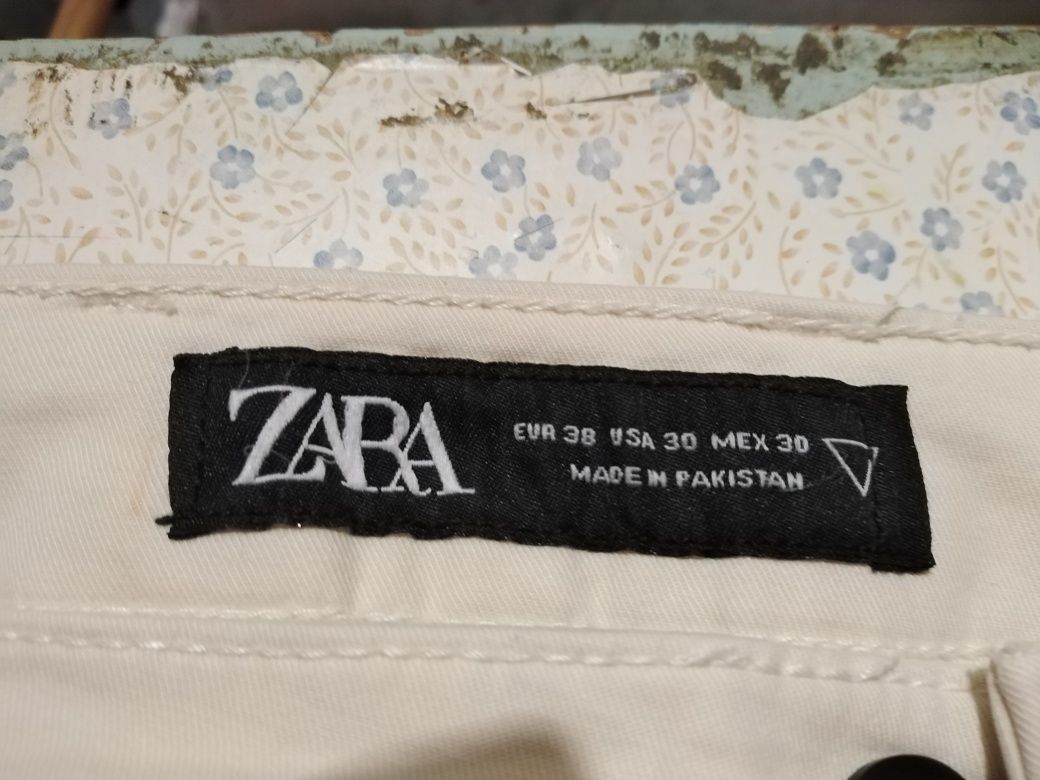 ZARA
EUR 38 USA 30 MEX 30
MADE IN PAKISTAN